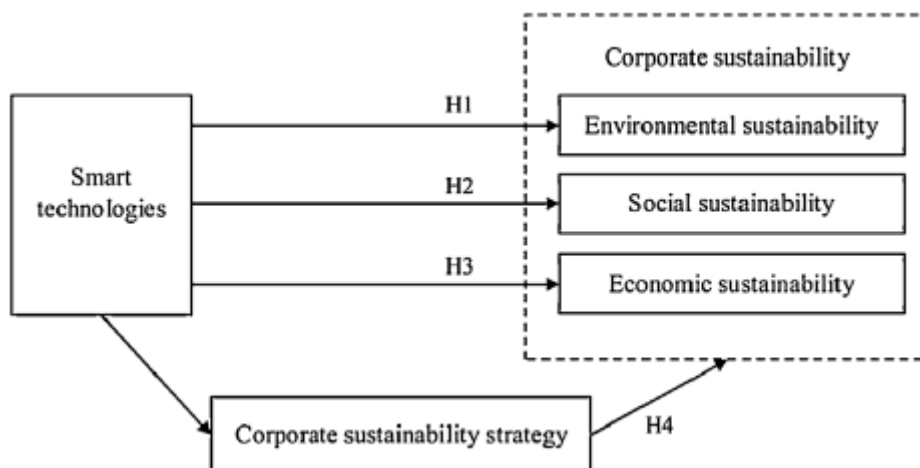 Corporate sustainability
H1
Environmental sustainability
Smart
technologies
H2
Social sustainability
H3
Economic sustainability
Corporate sustainability strategy
H4